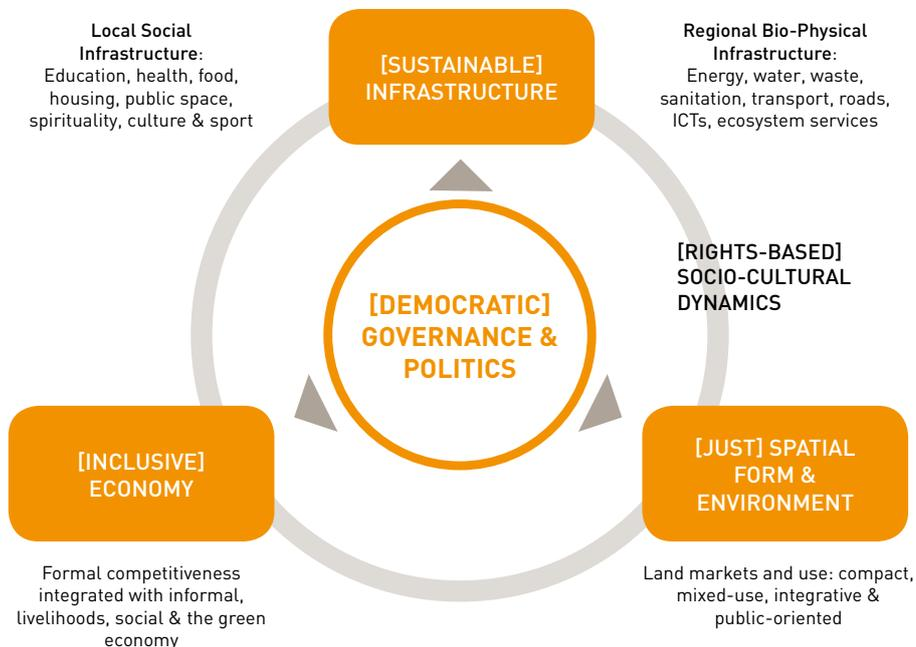 Local Social
Infrastructure:
Education, health, food,
housing, public space,
spirituality, culture & sport
[SUSTAINABLE]
INFRASTRUCTURE
Regional Bio-Physical
Infrastructure:
Energy, water, waste,
sanitation, transport, roads,
ICTs, ecosystem services
[RIGHTS-BASED]
SOCIO-CULTURAL
DYNAMICS
[DEMOCRATIC]
GOVERNANCE &
POLITICS
[INCLUSIVE]
ECONOMY
[JUST] SPATIAL
FORM &
ENVIRONMENT
Formal competitiveness
integrated with informal,
livelihoods, social & the green
economy
Land markets and use: compact,
mixed-use, integrative &
public-oriented